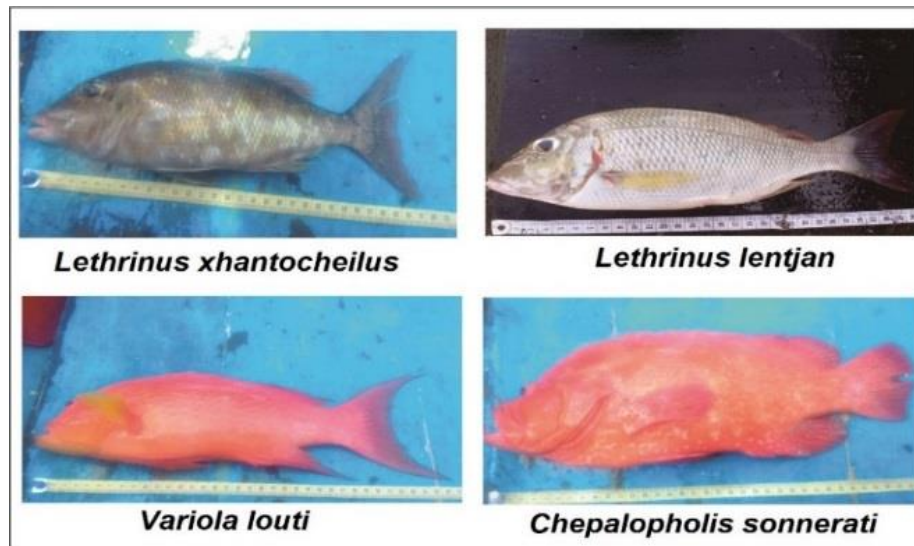 Lethrinus xhantocheilus
Lethrinus lentjan
Variola louti
Chepalopholis sonnerati